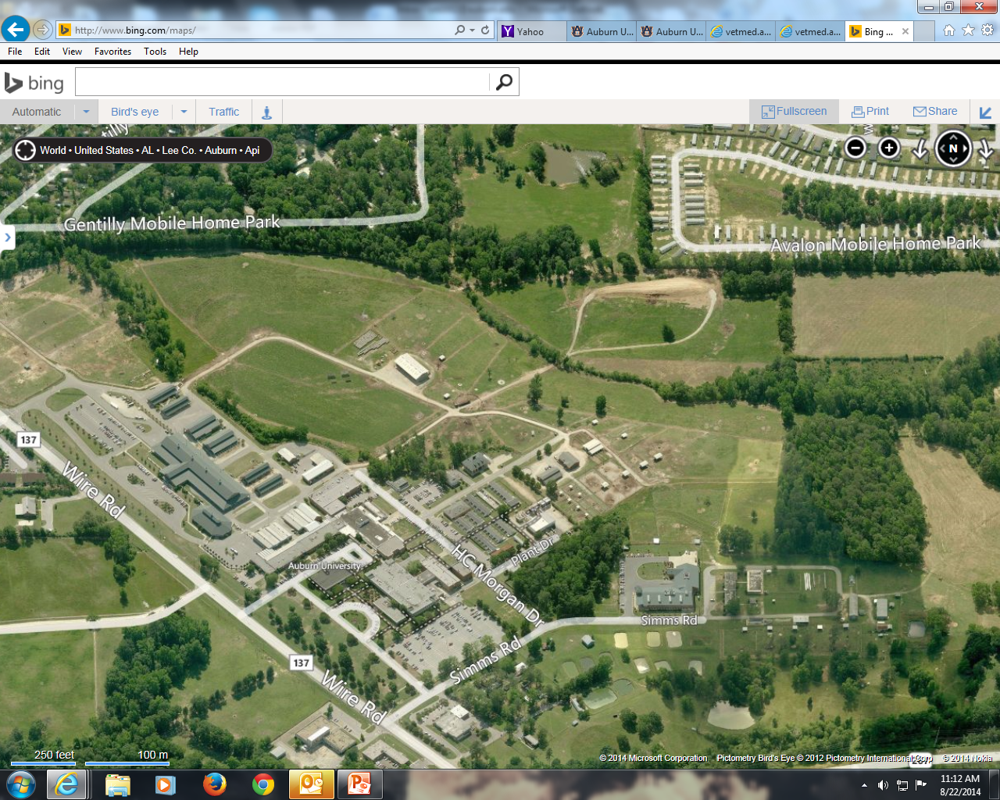 http://www.bing.com/maps/
Yahoo
Auburn U...
Auburn U...
vetmed.a...
vetmed.a...
Bing ...
File Edit View Favorites Tools Help
bing
Automatic
Bird's eye
Traffic
Fullscreen
Print
Share
World • United States • AL • Lee Co. • Auburn • Api
N
Gentilly Mobile Home Park
Avalon Mobile Home Park
137
Wire Rd
Auburn University
HC Morgan Dr
Plant Dr
Simms Rd
Simms Rd
137
Wire Rd
250 feet
100 m
© 2014 Microsoft Corporation Pictometry Bird's Eye © 2012 Pictometry International Corp © 2014 Nokia
11:12 AM
8/22/2014